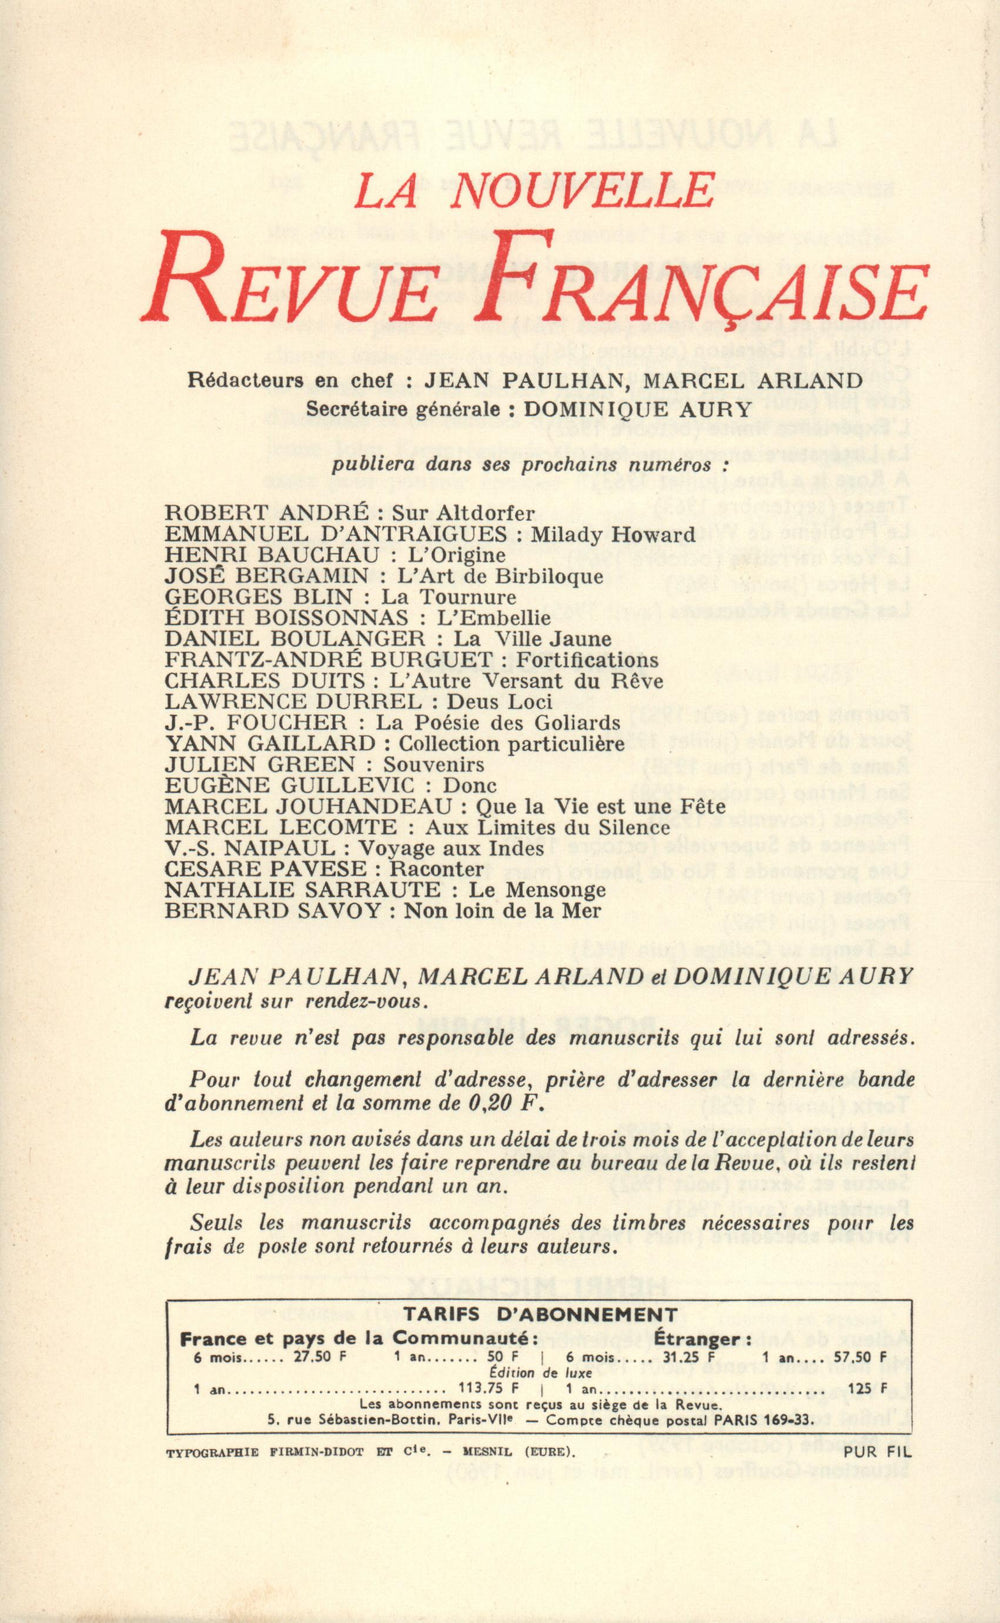 LA NOUVELLE
REVUE FRANÇAISE
Rédacteurs en chef : JEAN PAULHAN, MARCEL ARLAND
Secrétaire générale : DOMINIQUE AURY
publiera dans ses prochains numéros :
ROBERT ANDRÉ : Sur Altdorfer
EMMANUEL D'ANTRAIGUES : Milady Howard
HENRI BAUCHAU : L'Origine
JOSÉ BERGAMIN : L'Art de Birbiloque
GEORGES BLIN : La Tournure
ÉDITH BOISSONNAS : L'Embellie
DANIEL BOULANGER : La Ville Jaune
FRANTZ-ANDRÉ BURGUET : Fortifications
CHARLES DUITS : L'Autre Versant du Rêve
LAWRENCE DURREL : Deus Loci
J.-P. FOUCHER : La Poésie des Goliards
YANN GAILLARD : Collection particulière
JULIEN GREEN : Souvenirs
EUGÈNE GUILLEVIC : Donc
MARCEL JOUHANDEAU : Que la Vie est une Fête
MARCEL LECOMTE : Aux Limites du Silence
V.-S. NAIPAUL : Voyage aux Indes
CESARE PAVESE : Raconter
NATHALIE SARRAUTE : Le Mensonge
BERNARD SAVOY : Non loin de la Mer
JEAN PAULHAN, MARCEL ARLAND et DOMINIQUE AURY
reçoivent sur rendez-vous.
La revue n'est pas responsable des manuscrits qui lui sont adressés.
Pour tout changement d'adresse, prière d'adresser la dernière bande
d'abonnement et la somme de 0,20 F.
Les auteurs non avisés dans un délai de trois mois de l'acceptation de leurs
manuscrits peuvent les faire reprendre au bureau de la Revue, où ils restent
à leur disposition pendant un an.
Seuls les manuscrits accompagnés des timbres nécessaires pour les
frais de poste sont retournés à leurs auteurs.
TARIFS D'ABONNEMENT
France et pays de la Communauté : Étranger :
6 mois...... 27.50 F 1 an....... 50 F | 6 mois..... 31.25 F 1 an.... 57,50 F
Édition de luxe
1 an............................ 113.75 F | 1 an............................. 125 F
Les abonnements sont reçus au siège de la Revue.
5, rue Sébastien-Bottin, Paris-VIIe — Compte chèque postal PARIS 169-33.
TYPOGRAPHIE FIRMIN-DIDOT ET Cie. – MESNIL (EURE). PUR FIL